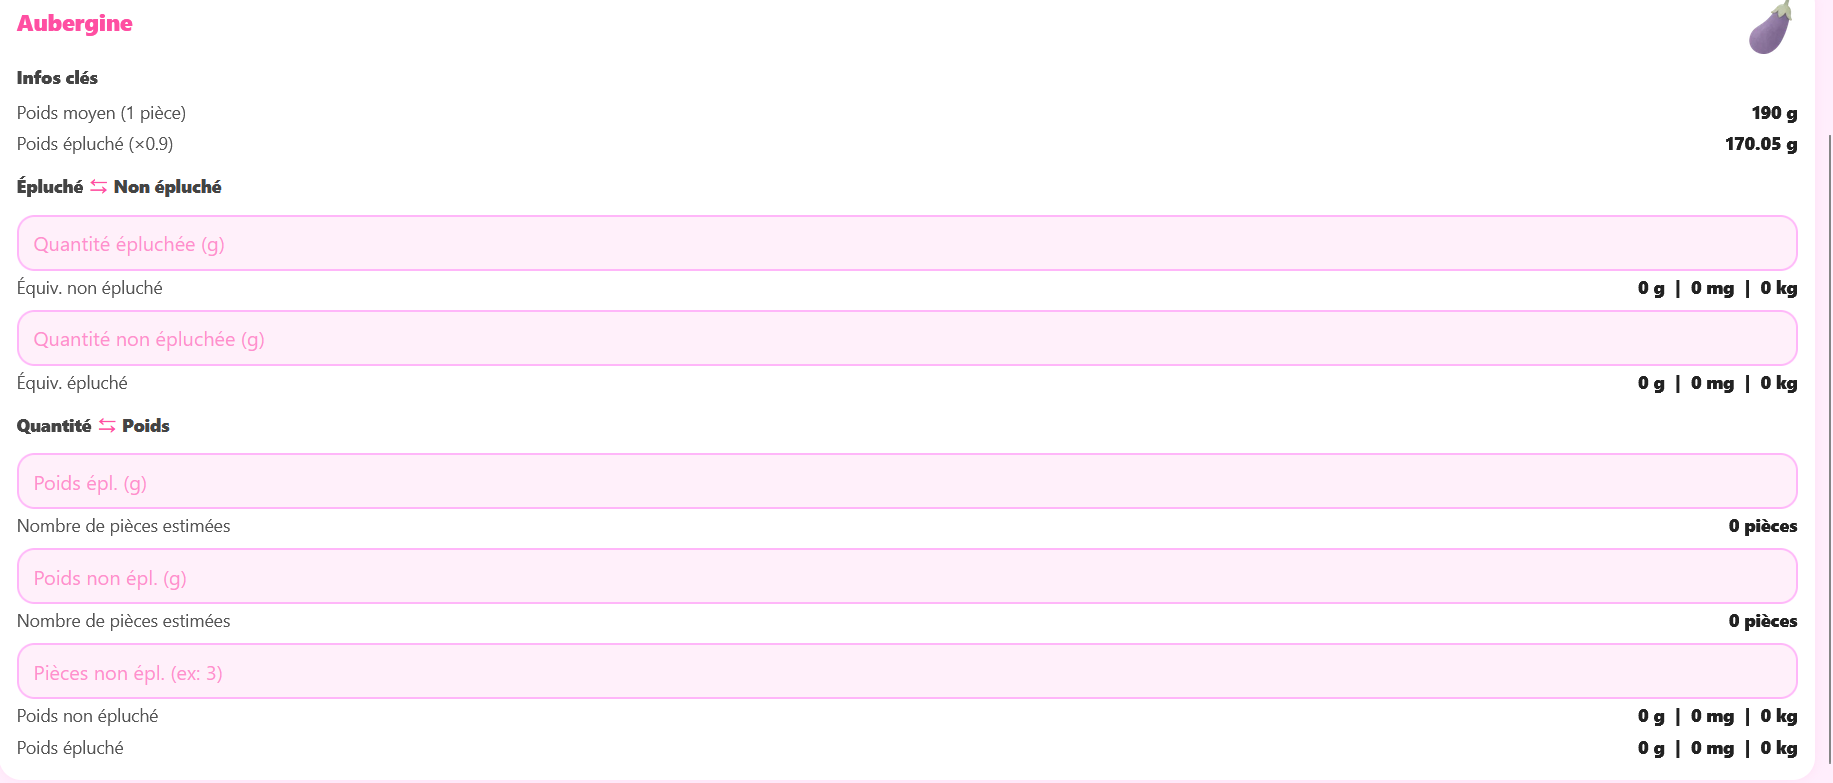 Aubergine
Infos clés
Poids moyen (1 pièce) 190 g
Poids épluché (×0.9) 170.05 g
Épluché ⇆ Non épluché
Quantité épluchée (g)
Équiv. non épluché 0 g | 0 mg | 0 kg
Quantité non épluchée (g)
Équiv. épluché 0 g | 0 mg | 0 kg
Quantité ⇆ Poids
Poids épl. (g)
Nombre de pièces estimées 0 pièces
Poids non épl. (g)
Nombre de pièces estimées 0 pièces
Pièces non épl. (ex: 3)
Poids non épluché 0 g | 0 mg | 0 kg
Poids épluché 0 g | 0 mg | 0 kg